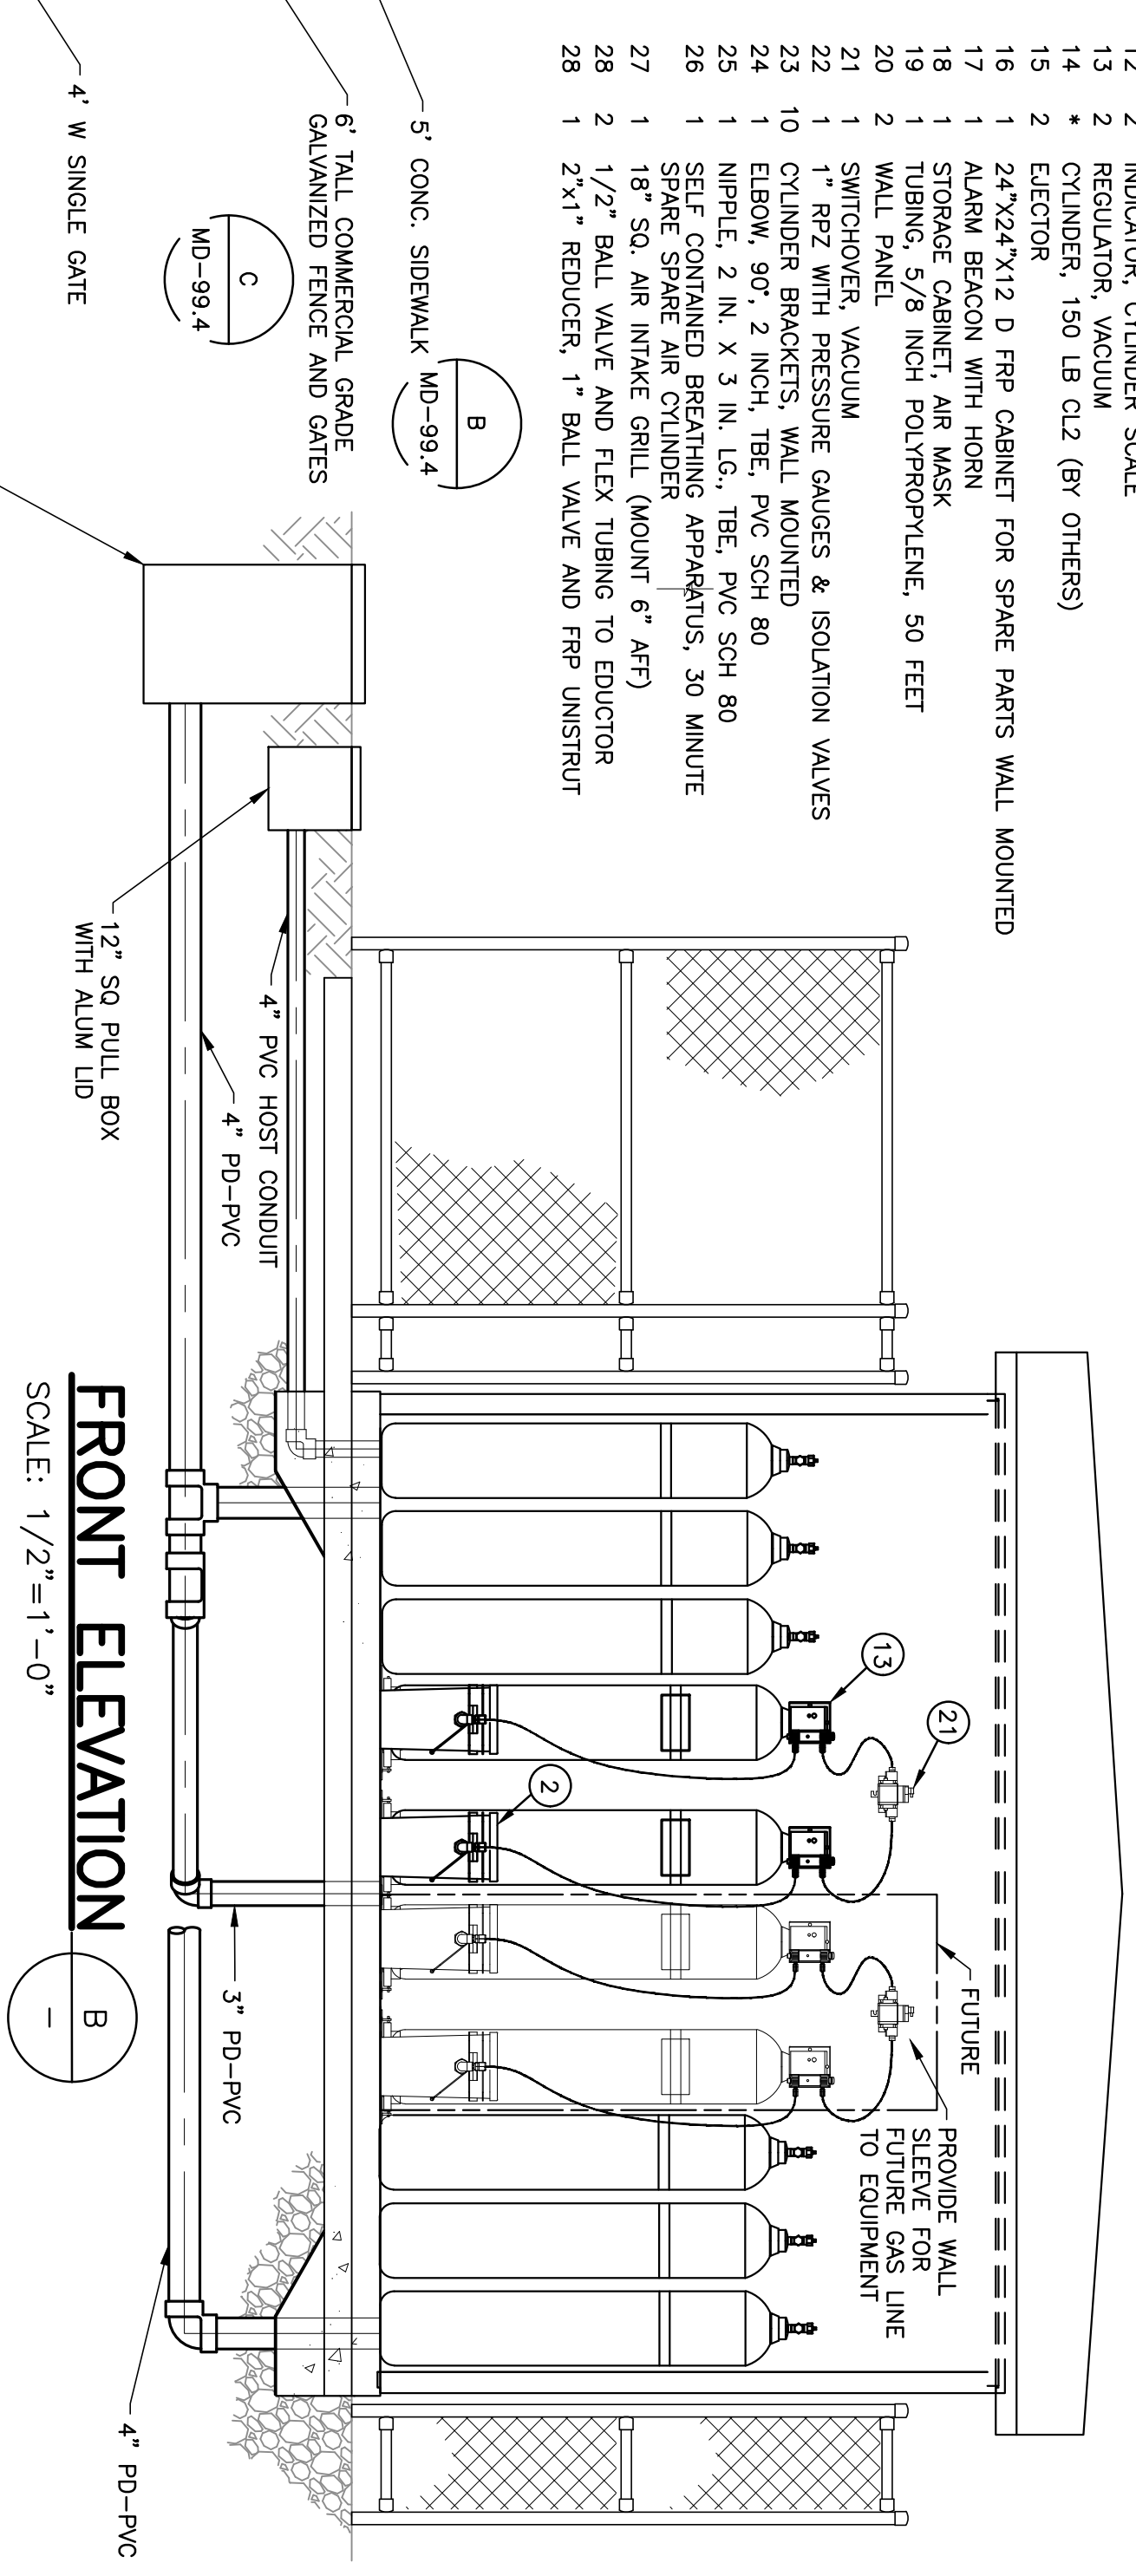 12 2 INDICATOR, CYLINDER SCALE
13 2 REGULATOR, VACUUM
14 * CYLINDER, 150 LB CL2 (BY OTHERS)
15 2 EJECTOR
16 1 24"X24"X12 D FRP CABINET FOR SPARE PARTS WALL MOUNTED
17 1 ALARM BEACON WITH HORN
18 1 STORAGE CABINET, AIR MASK
19 1 TUBING, 5/8 INCH POLYPROPYLENE, 50 FEET
20 2 WALL PANEL
21 1 SWITCHOVER, VACUUM
22 1 1" RPZ WITH PRESSURE GAUGES & ISOLATION VALVES
23 10 CYLINDER BRACKETS, WALL MOUNTED
24 1 ELBOW, 90°, 2 INCH, TBE, PVC SCH 80
25 1 NIPPLE, 2 IN. X 3 IN. LG., TBE, PVC SCH 80
26 1 SELF CONTAINED BREATHING APPARATUS, 30 MINUTE
SPARE SPARE AIR CYLINDER
27 1 18" SQ. AIR INTAKE GRILL (MOUNT 6" AFF)
28 2 1/2" BALL VALVE AND FLEX TUBING TO EDUCTOR
28 1 2"x1" REDUCER, 1" BALL VALVE AND FRP UNISTRUT
5' CONC. SIDEWALK
B
MD-99.4
6' TALL COMMERCIAL GRADE
GALVANIZED FENCE AND GATES
C
MD-99.4
4' W SINGLE GATE
21
13
2
FUTURE
PROVIDE WALL
SLEEVE FOR
FUTURE GAS LINE
TO EQUIPMENT
4" PVC HOST CONDUIT
4" PD-PVC
12" SQ PULL BOX
WITH ALUM LID
3" PD-PVC
4" PD-PVC
FRONT ELEVATION
SCALE: 1/2"=1'-0"
B
-